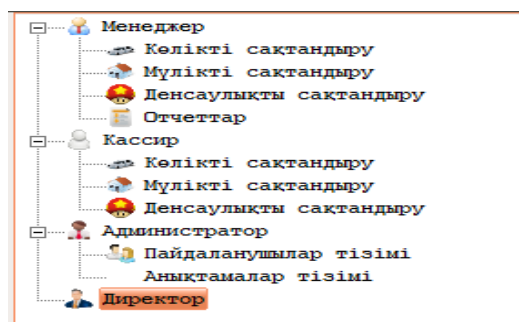 Менеджер
Көлікті сақтандыру
Мүлікті сақтандыру
Денсаулықты сақтандыру
Отчеттар
Кассир
Көлікті сақтандыру
Мүлікті сақтандыру
Денсаулықты сақтандыру
Администратор
Пайдаланушылар тізімі
Анықтамалар тізімі
Директор